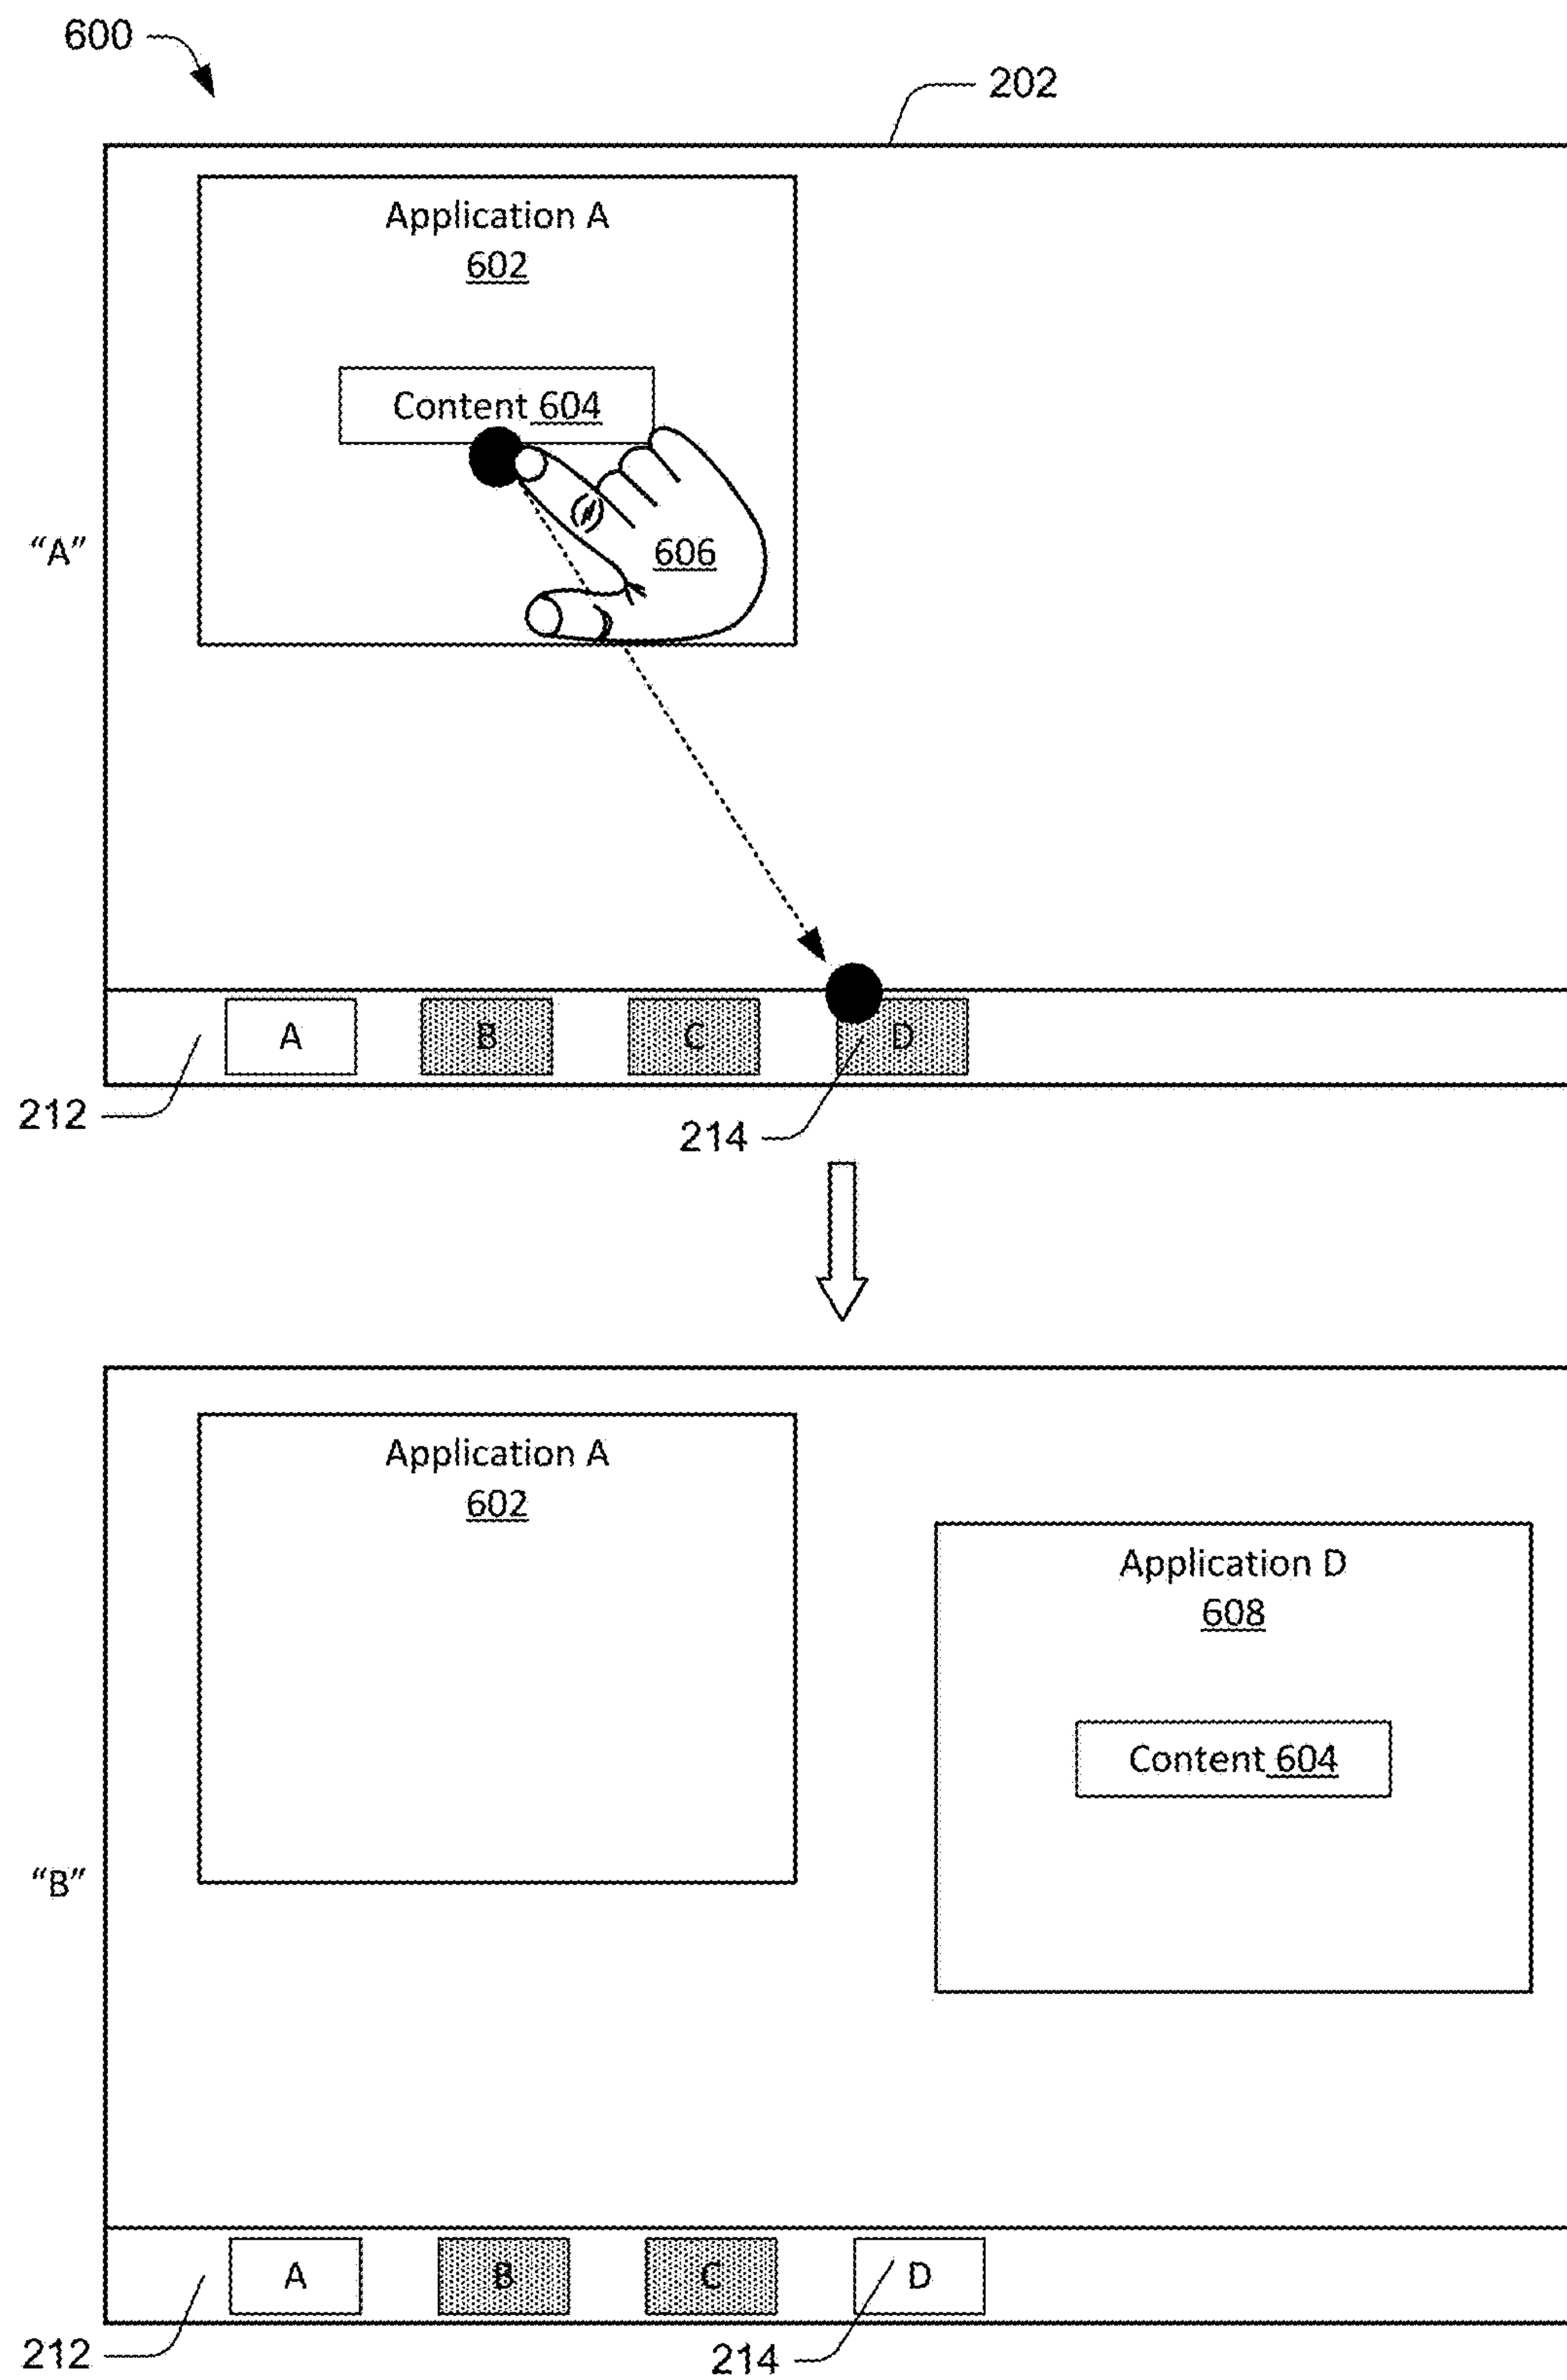 600
202
Application A
602
Content 604
606
“A”
A B C D
212
214
Application A
602
Application D
608
Content 604
“B”
A B C D
212
214